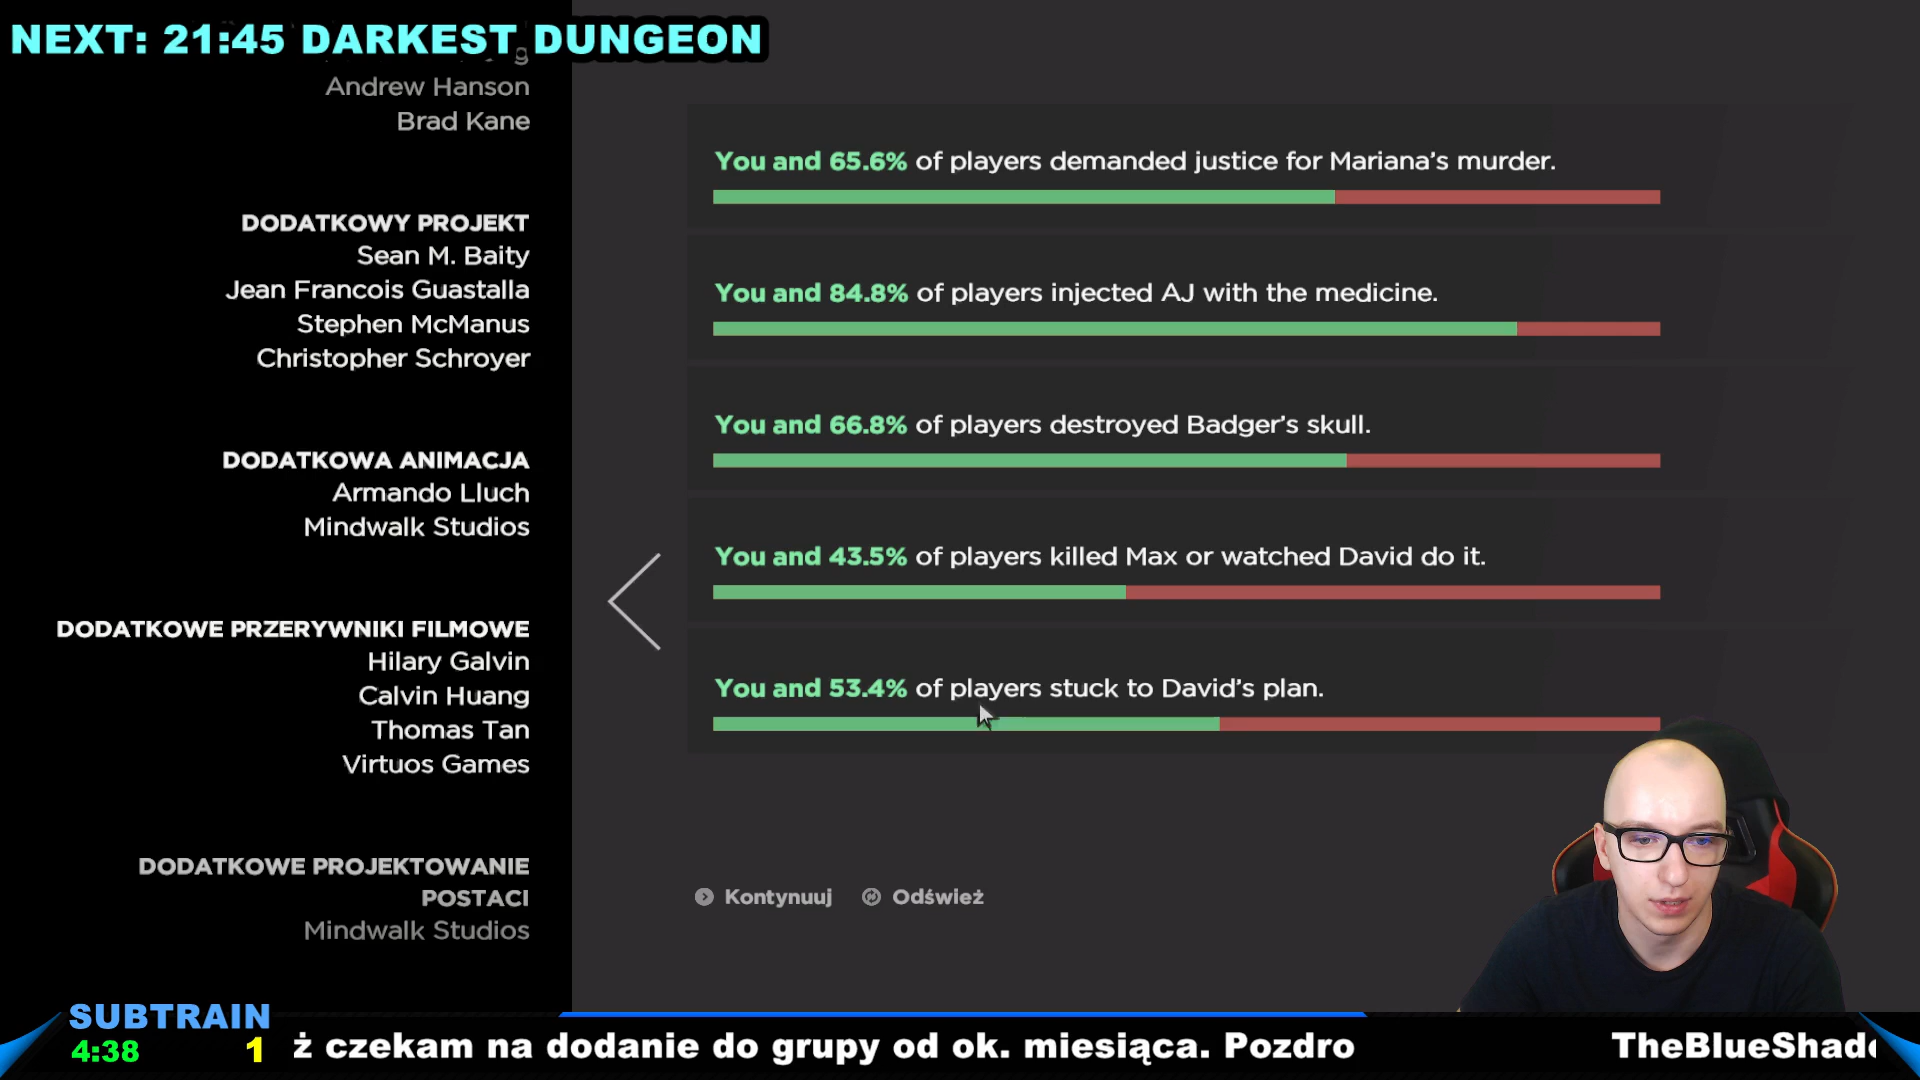 NEXT: 21:45 DARKEST DUNGEON
Andrew Hanson
Brad Kane
DODATKOWY PROJEKT
Sean M. Baity
Jean Francois Guastalla
Stephen McManus
Christopher Schroyer
DODATKOWA ANIMACJA
Armando Lluch
Mindwalk Studios
DODATKOWE PRZERYWNIKI FILMOWE
Hilary Galvin
Calvin Huang
Thomas Tan
Virtuos Games
DODATKOWE PROJEKTOWANIE
POSTACI
Mindwalk Studios
You and 65.6% of players demanded justice for Mariana's murder.
You and 84.8% of players injected AJ with the medicine.
You and 66.8% of players destroyed Badger's skull.
You and 43.5% of players killed Max or watched David do it.
You and 53.4% of players stuck to David's plan.
Kontynuuj Odśwież
SUBTRAIN
4:38 1
ż czekam na dodanie do grupy od ok. miesiąca. Pozdro
TheBlueShad